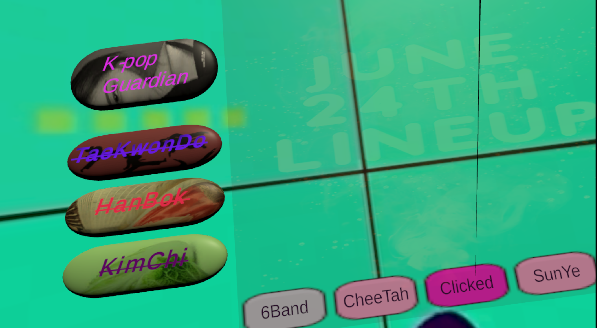 K pop
Guardian
TaeKwonDo
HanBok
KimChi
JUNE
24TH
LINEUP
6Band
CheeTah
Clicked
SunYe